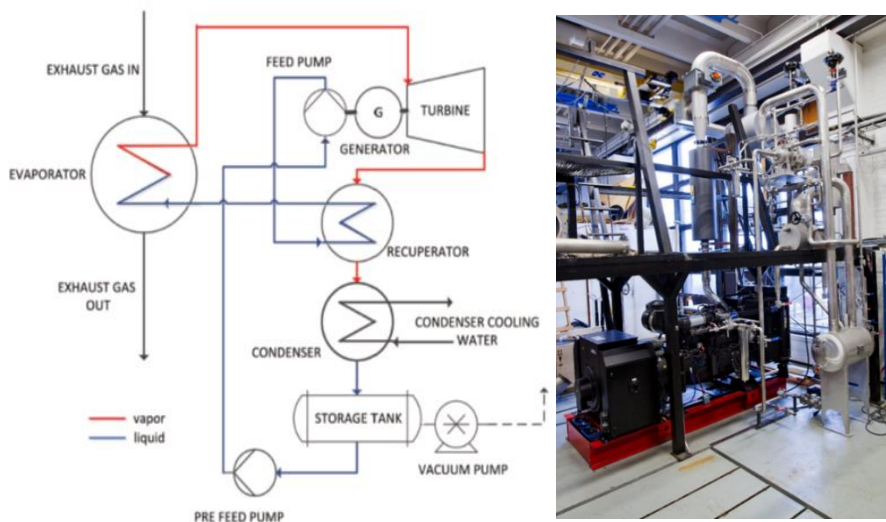 EXHAUST GAS IN
FEED PUMP
G
TURBINE
GENERATOR
EVAPORATOR
RECUPERATOR
EXHAUST GAS
OUT
CONDENSER COOLING
WATER
CONDENSER
STORAGE TANK
vapor
liquid
VACUUM PUMP
PRE FEED PUMP